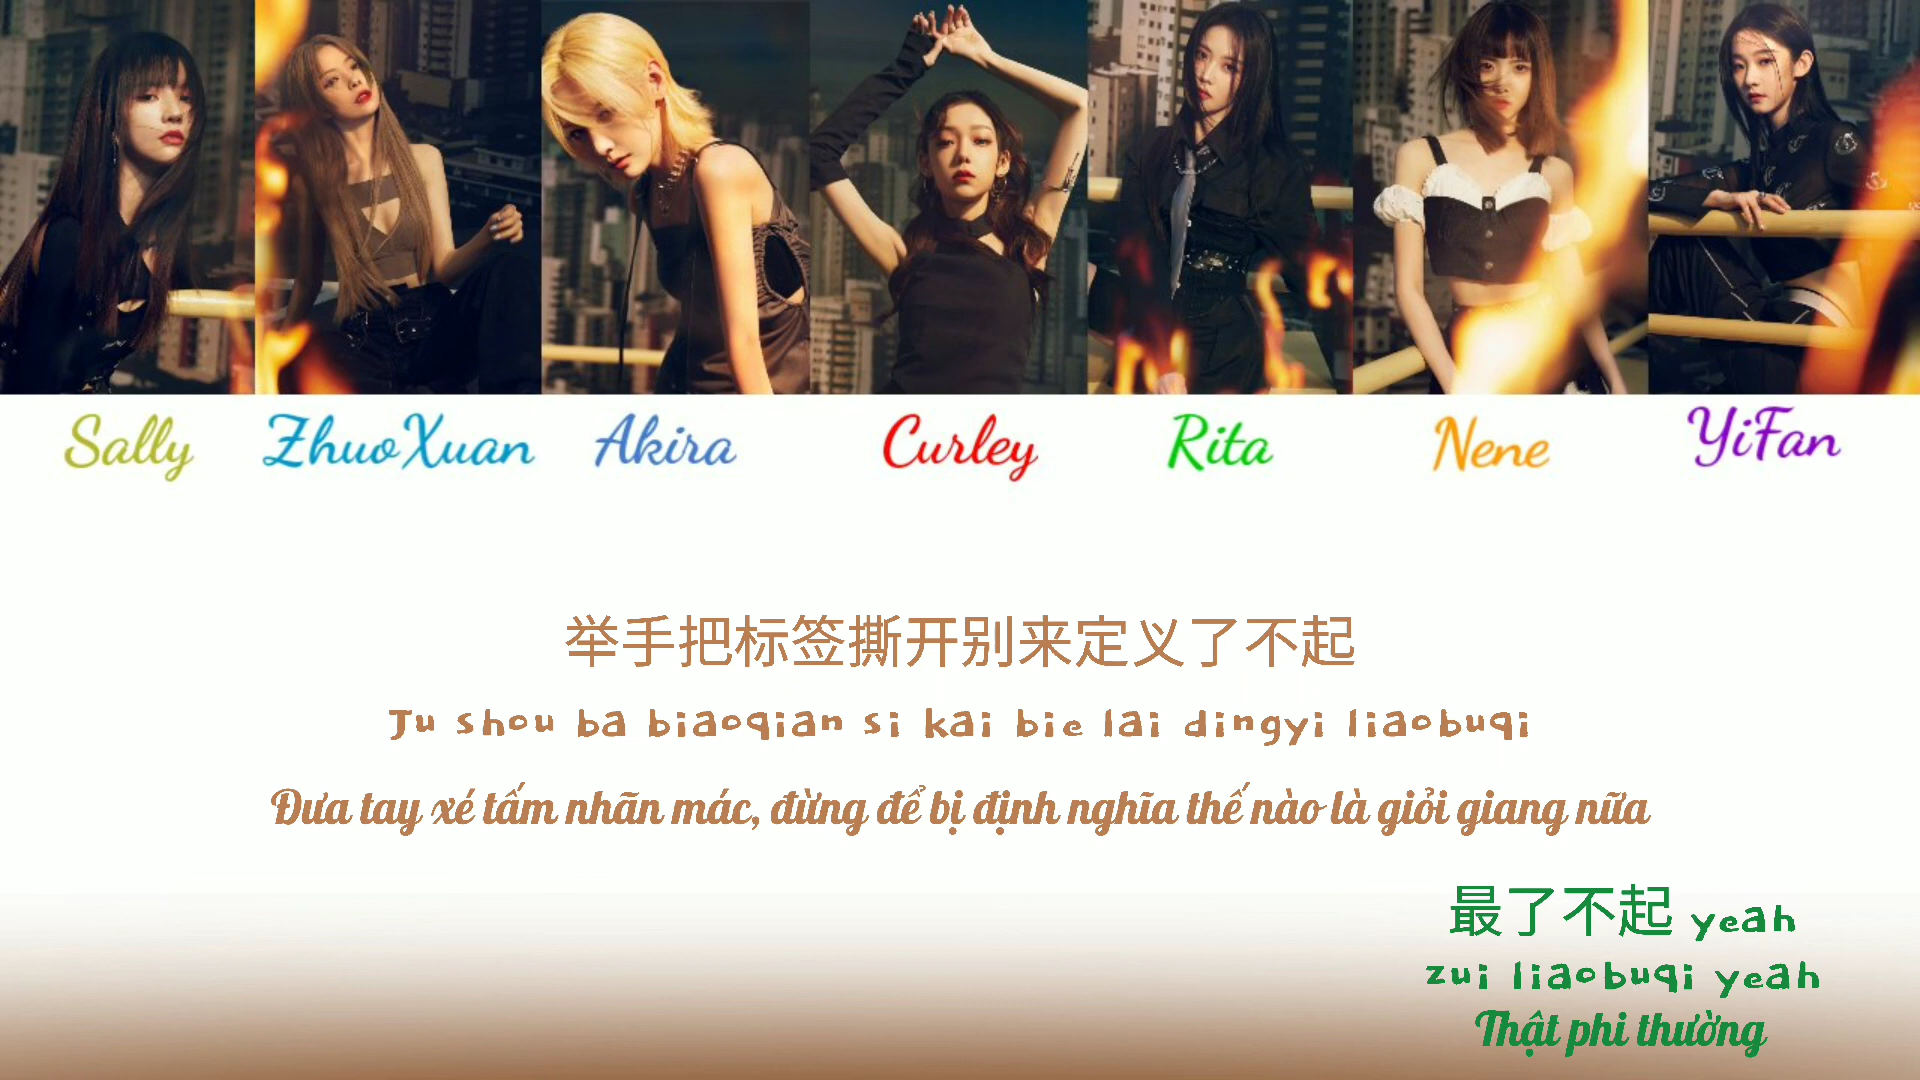 Sally ZhuoXuan Akira Curley Rita Nene YiFan
举手把标签撕开别来定义了不起
Ju shou ba biaoqian si kai bie lai dingyi liaobuqi
Đưa tay xé tấm nhãn mác, đừng để bị định nghĩa thế nào là giỏi giang nữa
最了不起 yeah
zui liaobuqi yeah
Thật phi thường